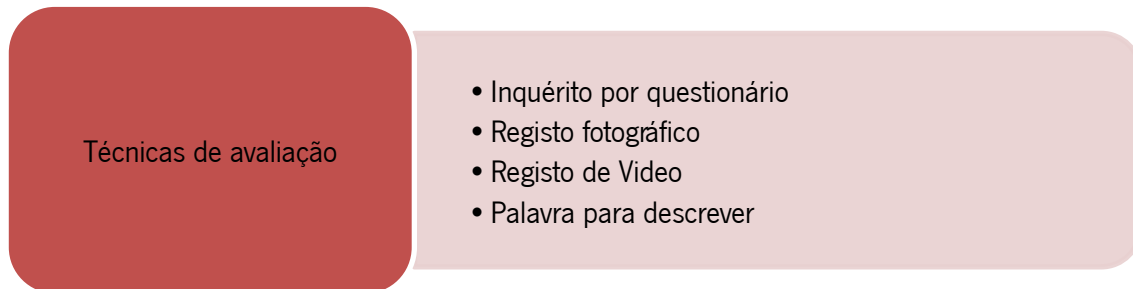 Técnicas de avaliação
• Inquérito por questionário
• Registo fotográfico
• Registo de Video
• Palavra para descrever